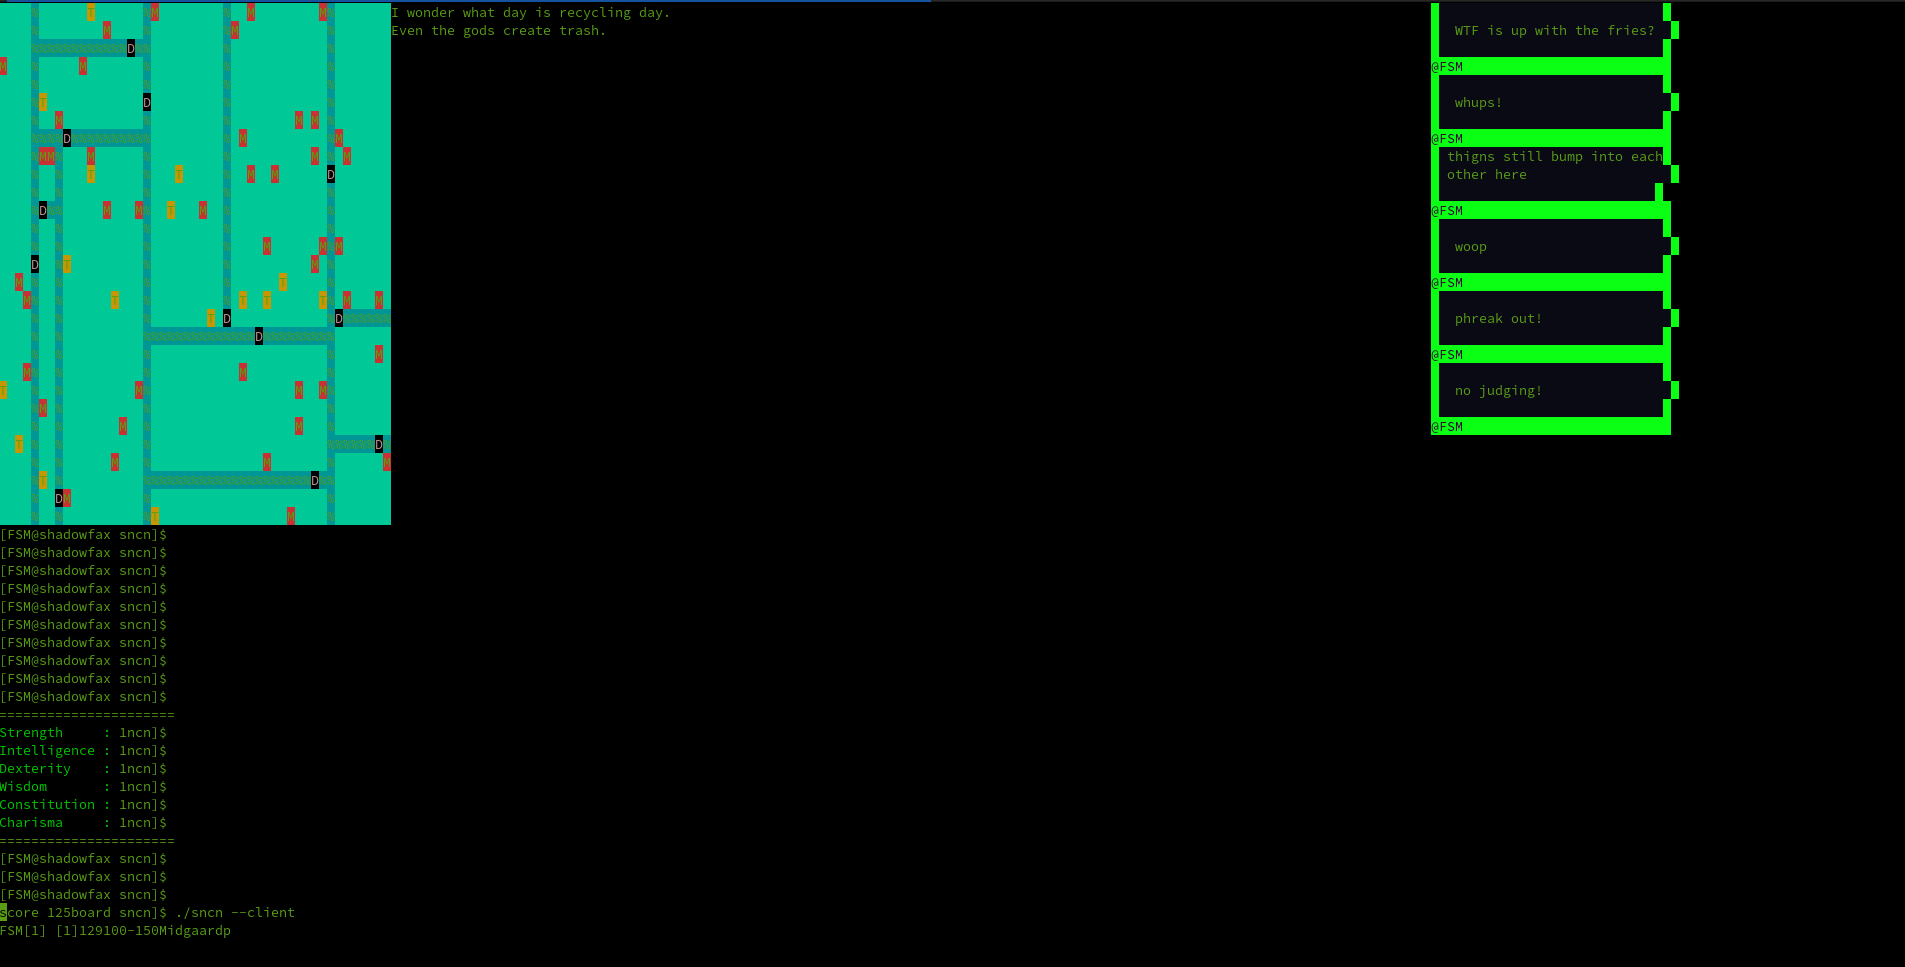 I wonder what day is recycling day.
Even the gods create trash.
WTF is up with the fries?
@FSM
whups!
@FSM
thigns still bump into each
other here
@FSM
woop
@FSM
phreak out!
@FSM
no judging!
@FSM
[FSM@shadowfax sncn]$
[FSM@shadowfax sncn]$
[FSM@shadowfax sncn]$
[FSM@shadowfax sncn]$
[FSM@shadowfax sncn]$
[FSM@shadowfax sncn]$
[FSM@shadowfax sncn]$
[FSM@shadowfax sncn]$
[FSM@shadowfax sncn]$
[FSM@shadowfax sncn]$
======================
Strength     : 1ncn]$
Intelligence : 1ncn]$
Dexterity    : 1ncn]$
Wisdom       : 1ncn]$
Constitution : 1ncn]$
Charisma     : 1ncn]$
======================
[FSM@shadowfax sncn]$
[FSM@shadowfax sncn]$
[FSM@shadowfax sncn]$
score 125board sncn]$ ./sncn --client
FSM[1] [1]129100-150Midgaardp